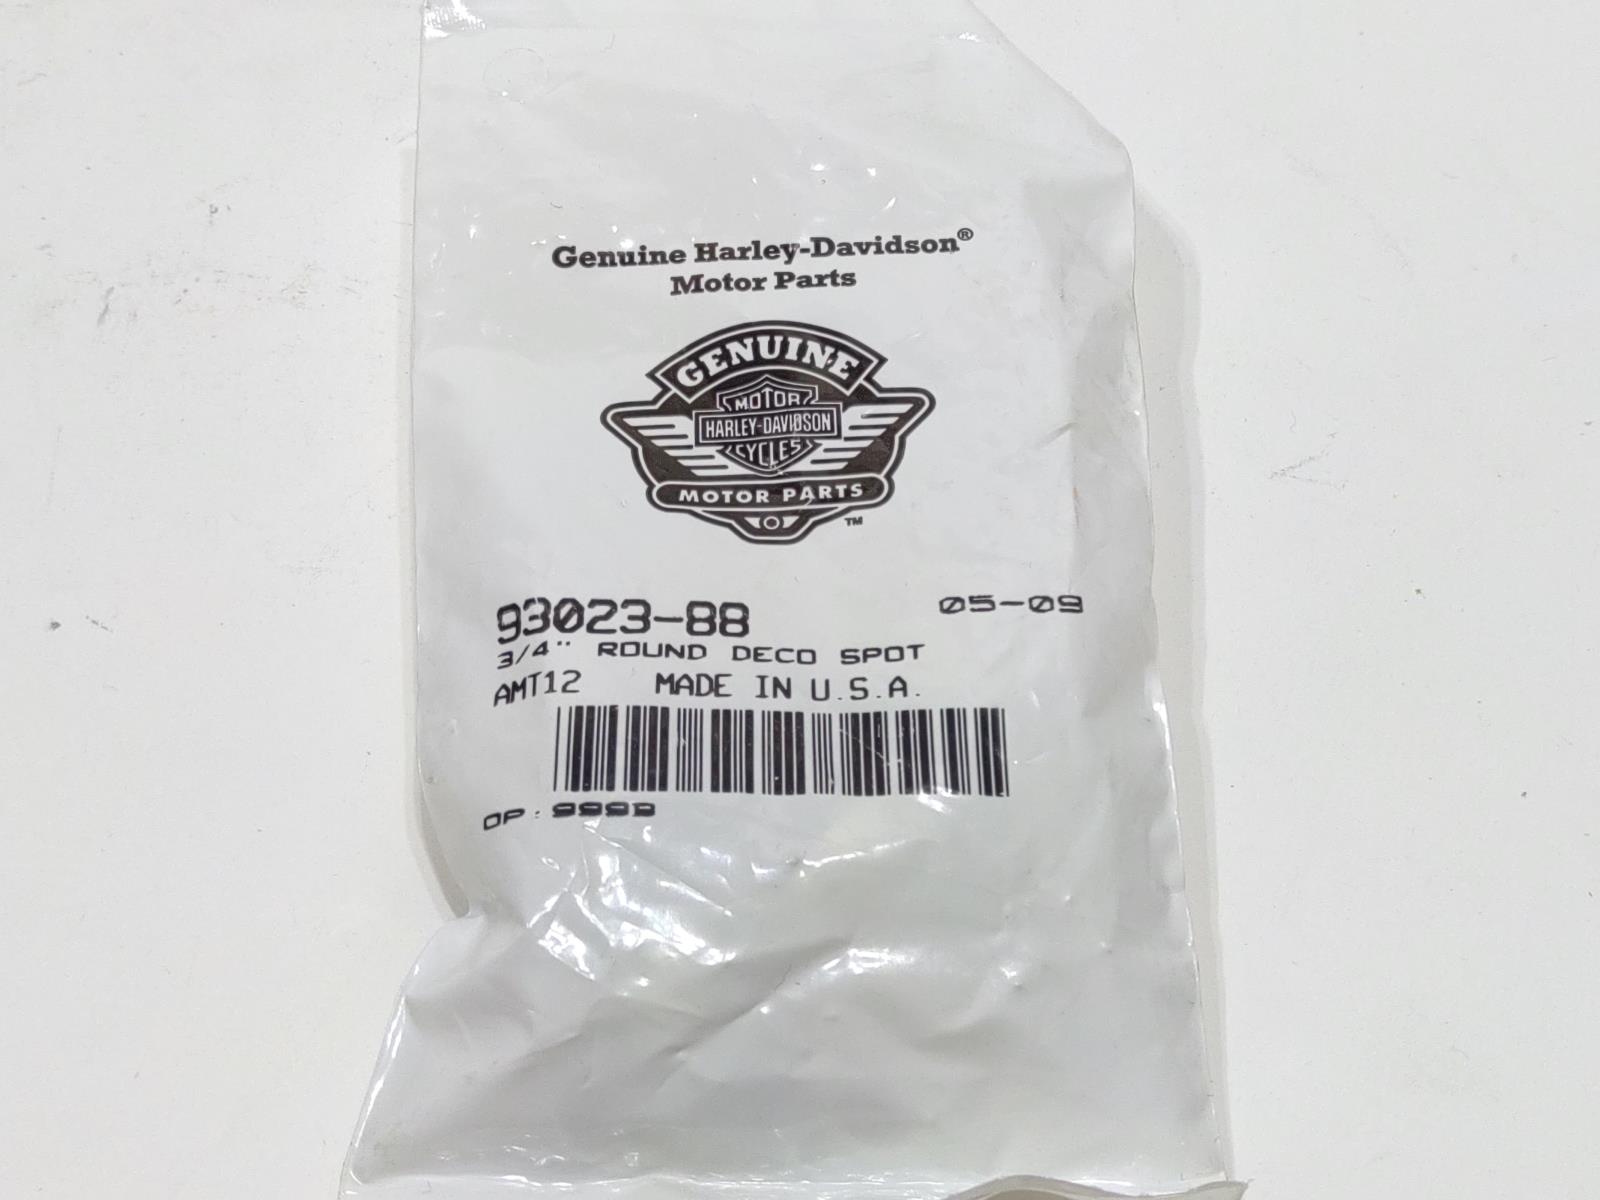 Genuine Harley-Davidson®
Motor Parts
GENUINE
MOTOR
HARLEY-DAVIDSON
CYCLES
MOTOR PARTS
TM
93023-88 05-09
3/4" ROUND DECO SPOT
AMT12 MADE IN U.S.A.
OP: 999B